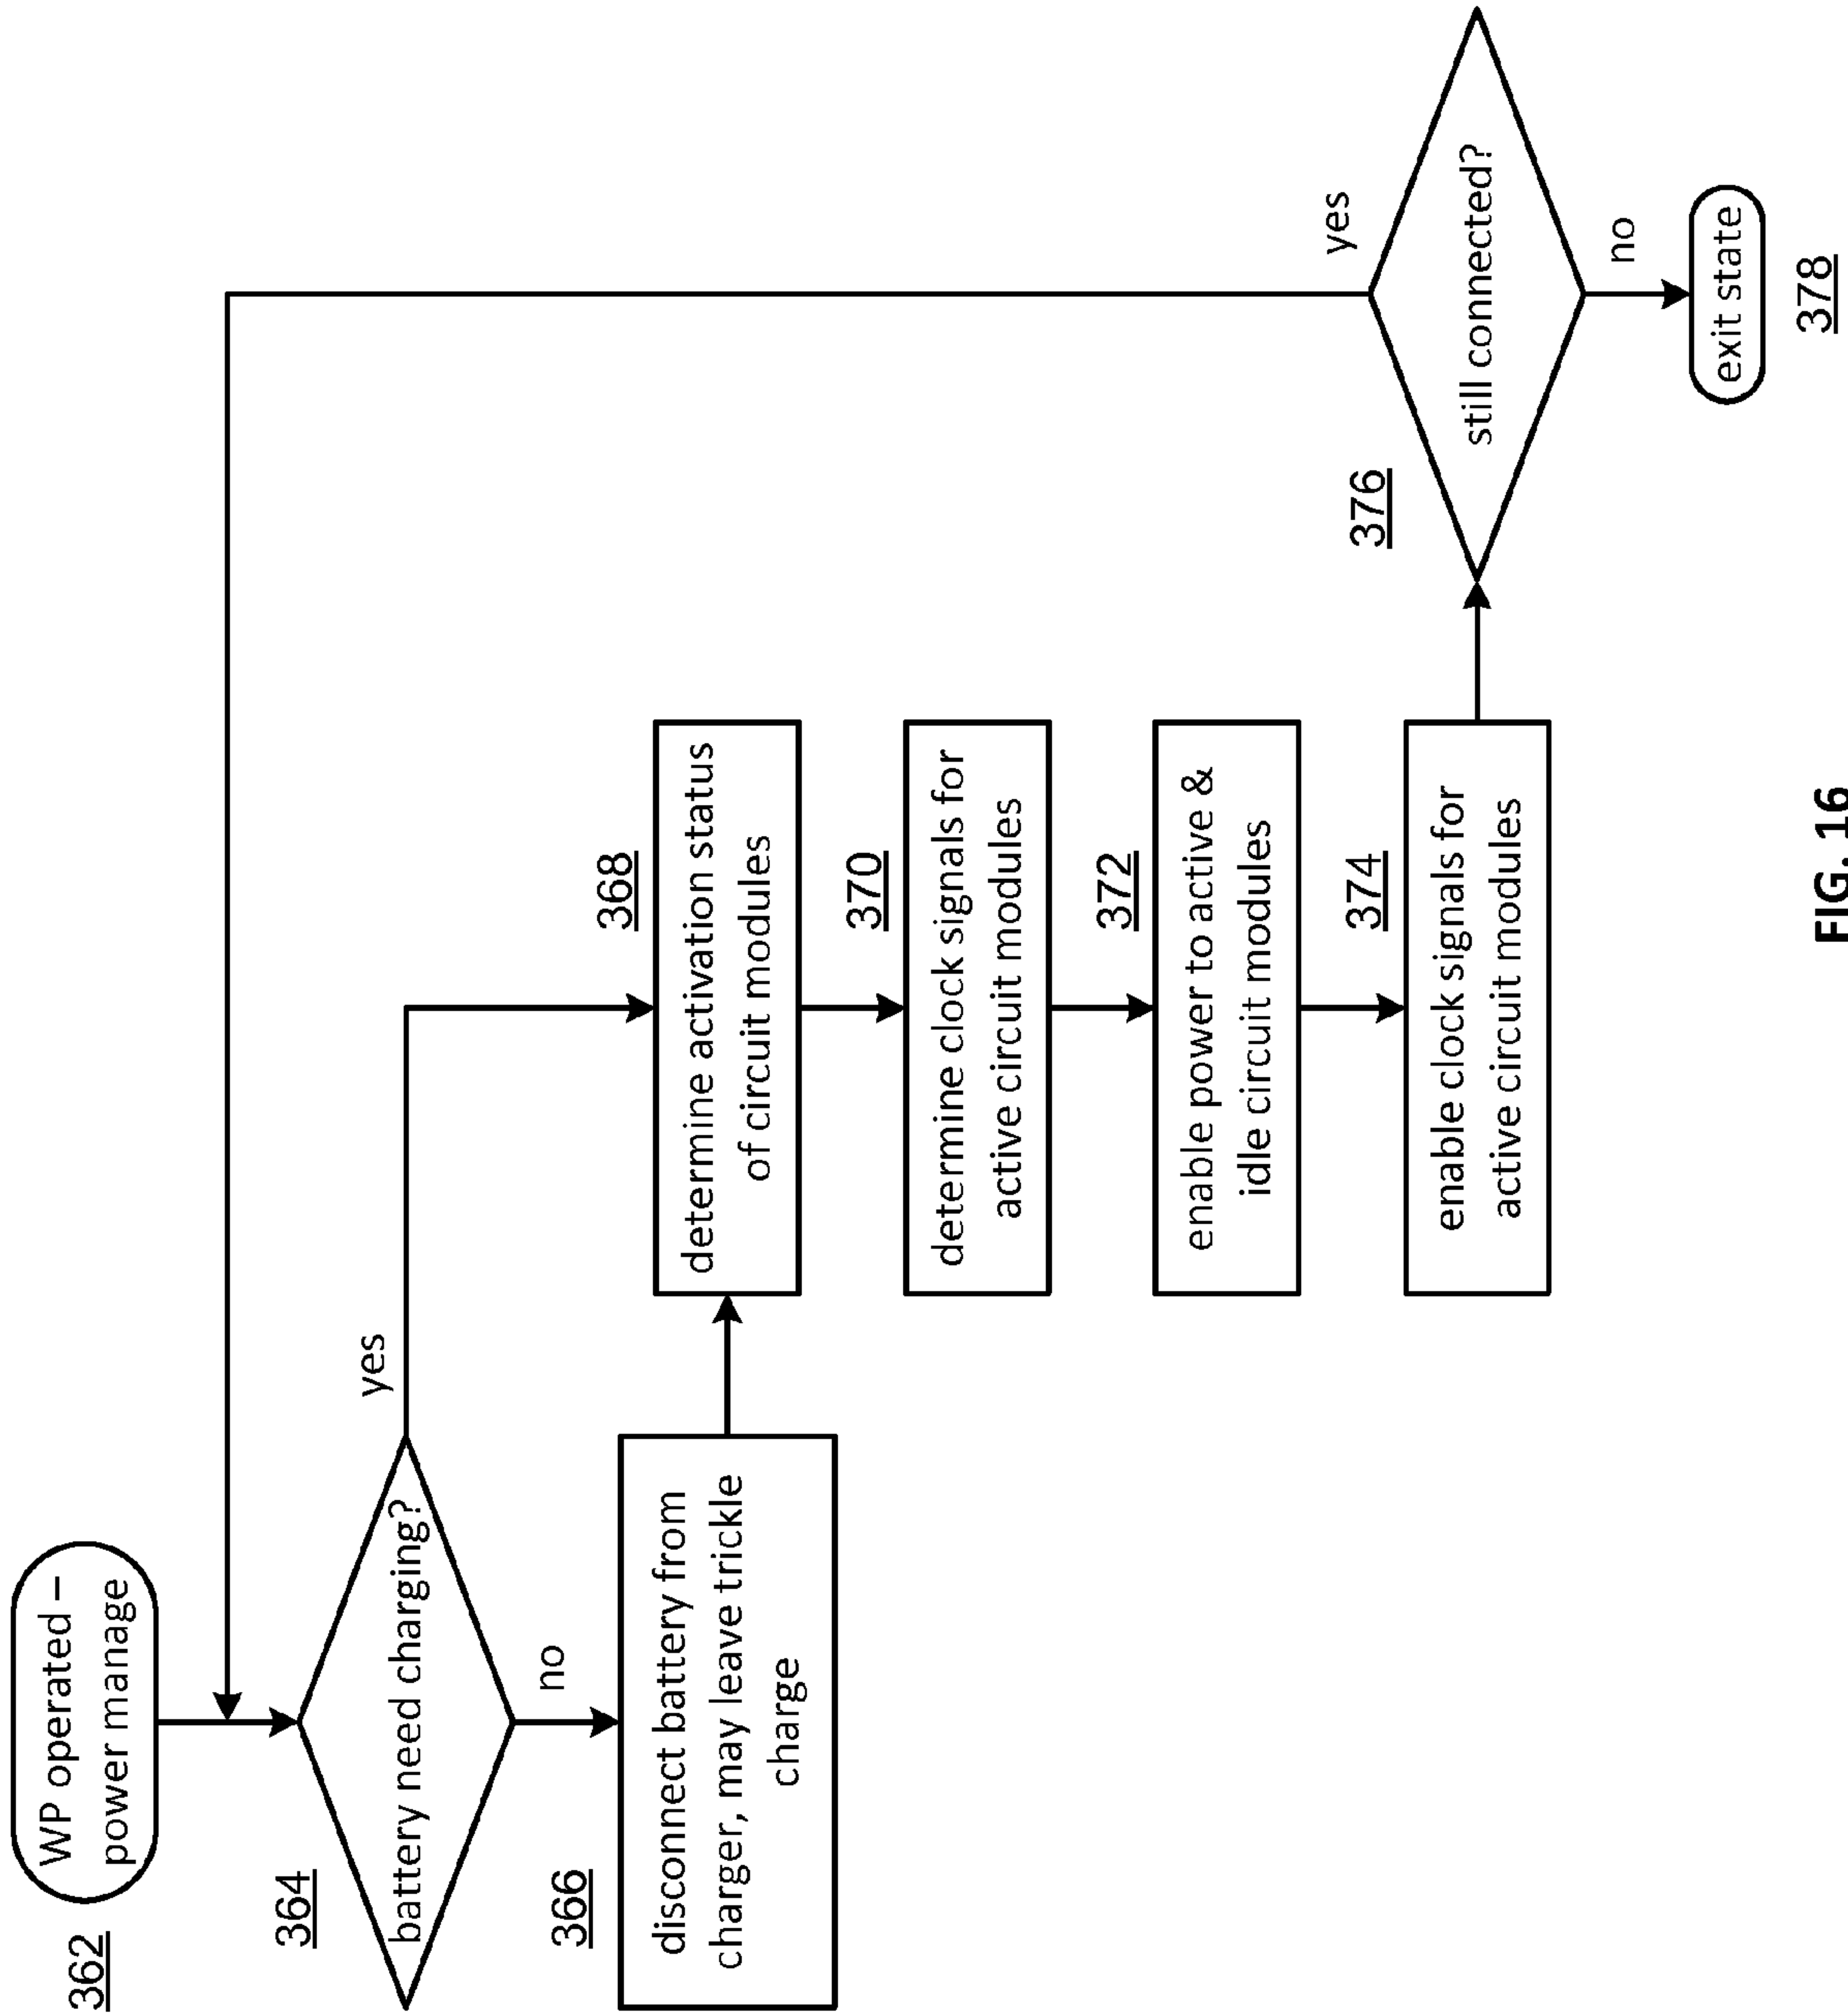 362
WP operated –
power manage
364
battery need charging?
yes
no
366
disconnect battery from
charger, may leave trickle
charge
368
determine activation status
of circuit modules
370
determine clock signals for
active circuit modules
372
enable power to active &
idle circuit modules
374
enable clock signals for
active circuit modules
376
still connected?
yes
no
exit state
378
FIG. 16